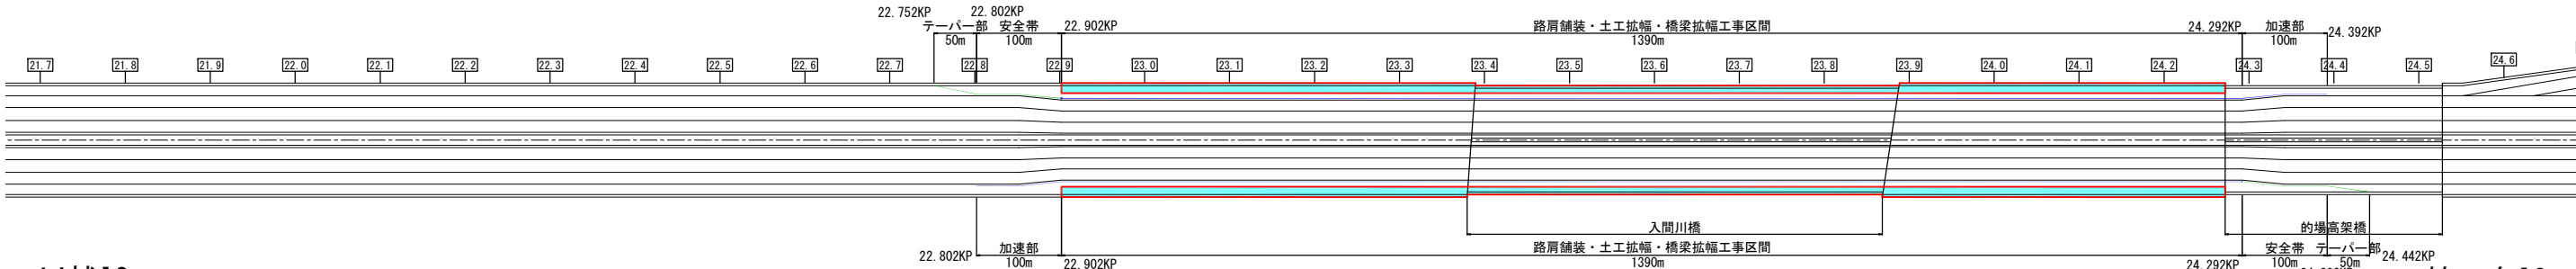 22.752KP 22.802KP
テーパー部 安全帯 22.902KP 路肩舗装・土工拡幅・橋梁拡幅工事区間 24.292KP 加速部 24.392KP
50m 100m 1390m 100m
21.7 21.8 21.9 22.0 22.1 22.2 22.3 22.4 22.5 22.6 22.7 22.8 22.9 23.0 23.1 23.2 23.3 23.4 23.5 23.6 23.7 23.8 23.9 24.0 24.1 24.2 24.3 24.4 24.5 24.6
入間川橋 的場高架橋
22.802KP 加速部 22.902KP 路肩舗装・土工拡幅・橋梁拡幅工事区間 24.292KP 安全帯 テーパー部 24.442KP
100m 1390m 100m 50m